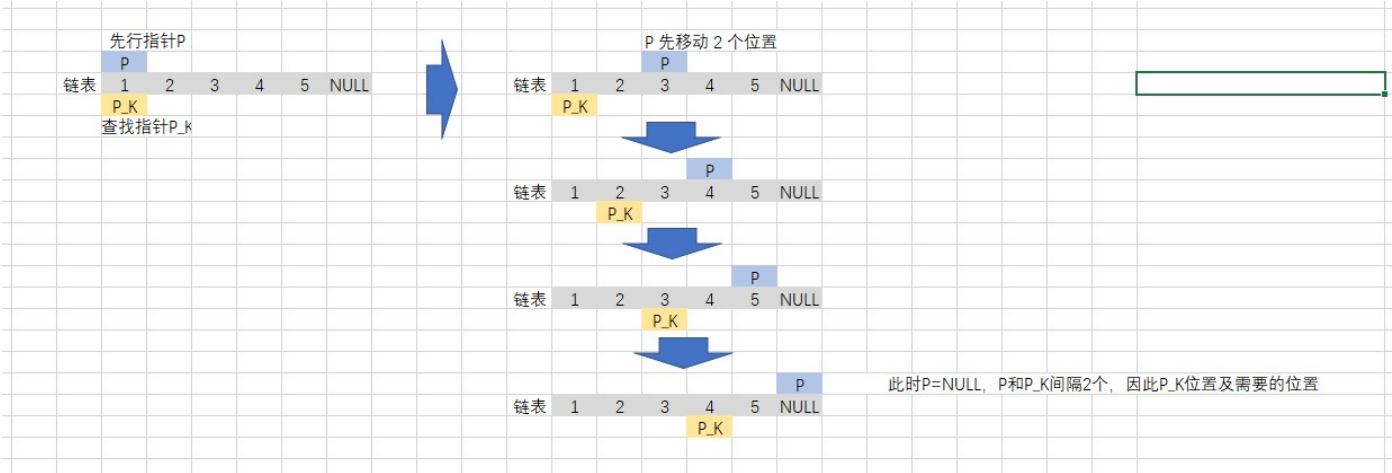 先行指针P
P
链表 1 2 3 4 5 NULL
P_K
查找指针P_K
P 先移动 2 个位置
P
链表 1 2 3 4 5 NULL
P_K
P
链表 1 2 3 4 5 NULL
P_K
P
链表 1 2 3 4 5 NULL
P_K
P
此时P=NULL，P和P_K间隔2个，因此P_K位置及需要的位置
链表 1 2 3 4 5 NULL
P_K